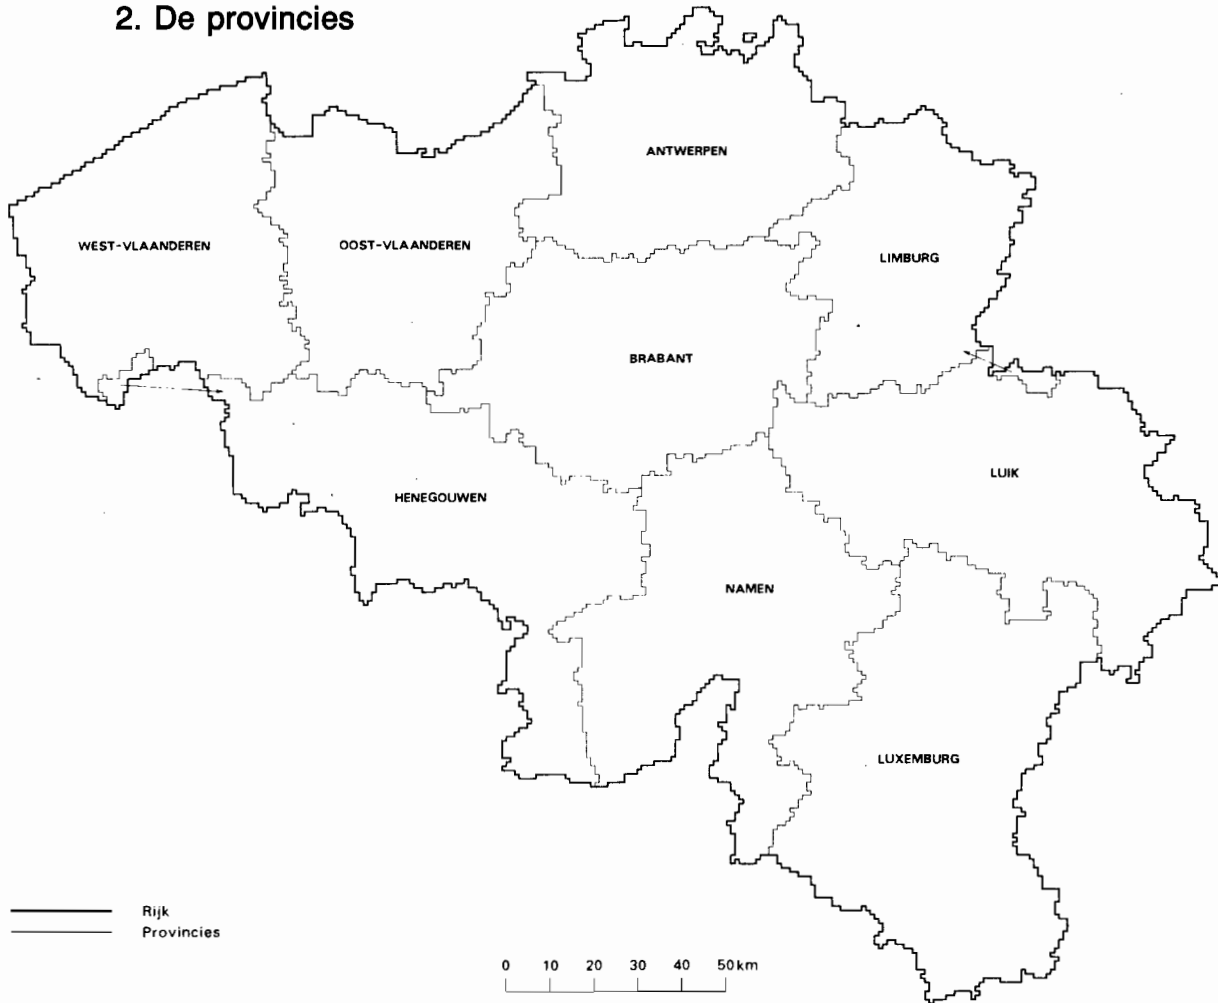 2. De provincies
ANTWERPEN
WEST-VLAANDEREN
OOST-VLAANDEREN
LIMBURG
BRABANT
LUIK
HENEGOUWEN
NAMEN
LUXEMBURG
Rijk
Provincies
0 10 20 30 40 50 km